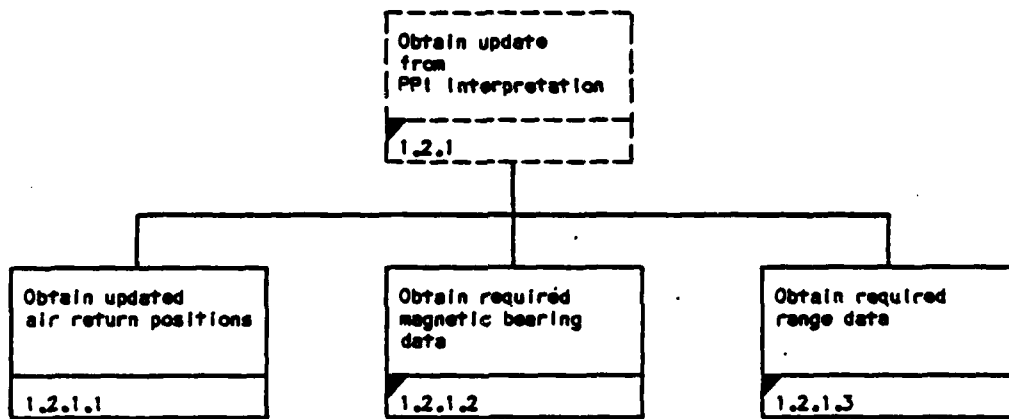 Obtain update
from
PPI interpretation
1.2.1
Obtain updated
air return positions
1.2.1.1
Obtain required
magnetic bearing
data
1.2.1.2
Obtain required
range data
1.2.1.3